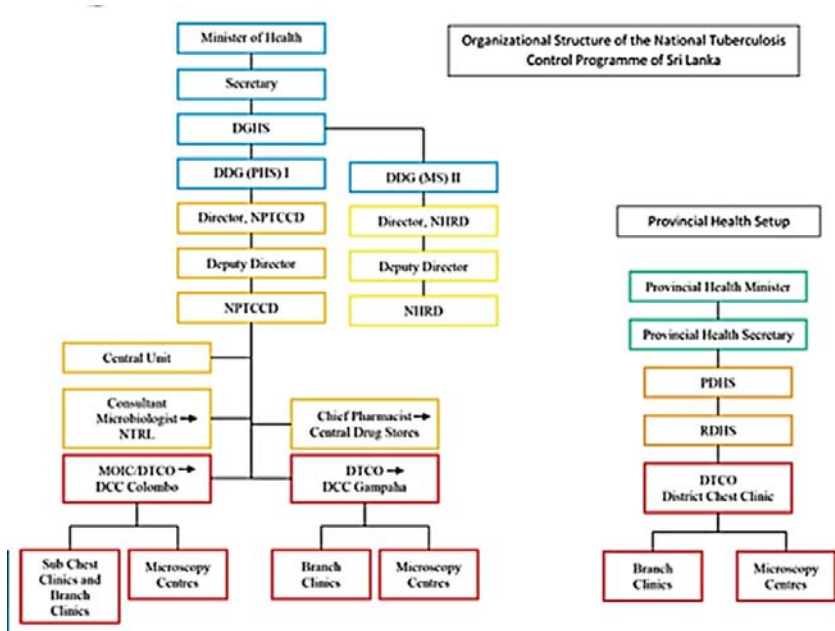 Organizational Structure of the National Tuberculosis
Control Programme of Sri Lanka
Minister of Health
Secretary
DGHS
DDG (PHS) I
DDG (MS) II
Director, NPTCCD
Director, NHRD
Deputy Director
Deputy Director
NPTCCD
NHRD
Central Unit
Consultant
Microbiologist →
NTRL
Chief Pharmacist →
Central Drug Stores
MOIC/DTCO →
DCC Colombo
DTCO →
DCC Gampaha
Sub Chest
Clinics and
Branch
Clinics
Microscopy
Centres
Branch
Clinics
Microscopy
Centres
Provincial Health Setup
Provincial Health Minister
Provincial Health Secretary
PDHS
RDHS
DTCO
District Chest Clinic
Branch
Clinics
Microscopy
Centres